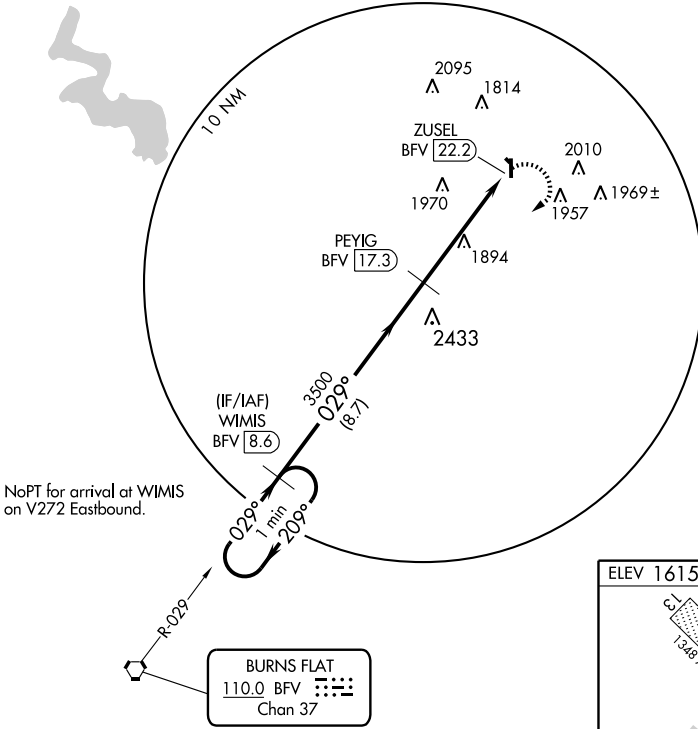 2095
1814
10 NM
ZUSEL
BFV 22.2
2010
1970
1957
1969±
PEYIG
BFV 17.3
1894
2433
3500
029°
(8.7)
(IF/IAF)
WIMIS
BFV 8.6
NoPT for arrival at WIMIS
on V272 Eastbound.
029°
1 min
209°
R-029
BURNS FLAT
110.0 BFV
Chan 37
ELEV 1615
13
1348